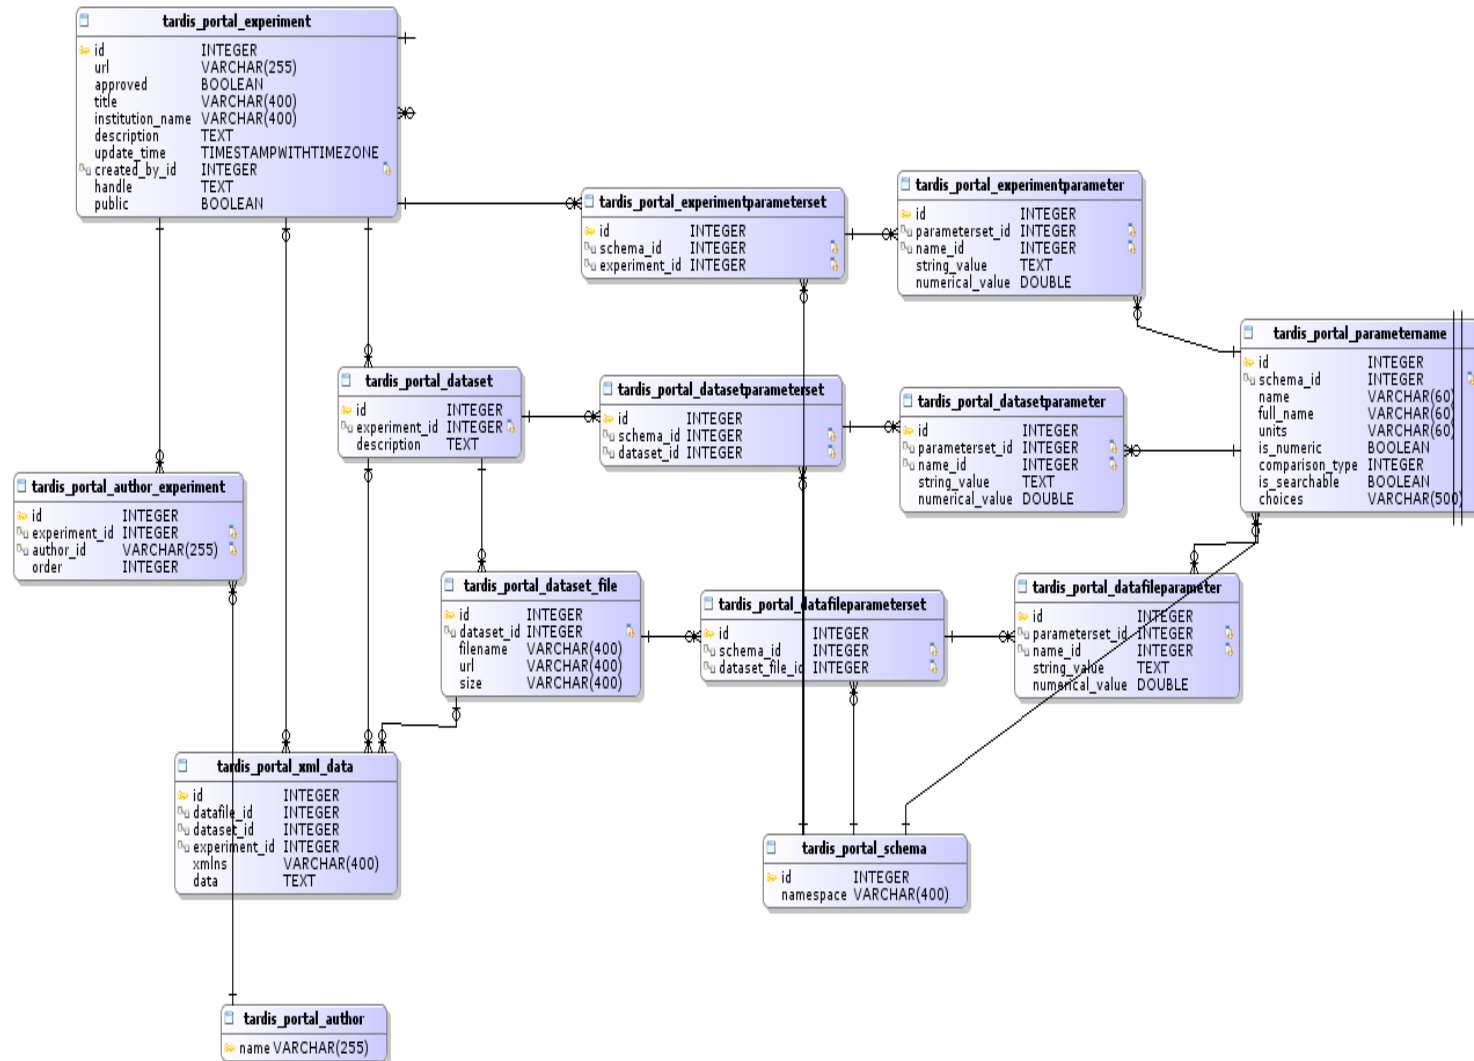 tardis_portal_experiment
id INTEGER
url VARCHAR(255)
approved BOOLEAN
title VARCHAR(400)
institution_name VARCHAR(400)
description TEXT
update_time TIMESTAMPWITHTIMEZONE
created_by_id INTEGER
handle TEXT
public BOOLEAN
tardis_portal_experimentparameterset
id INTEGER
schema_id INTEGER
experiment_id INTEGER
tardis_portal_experimentparameter
id INTEGER
parameterset_id INTEGER
name_id INTEGER
string_value TEXT
numerical_value DOUBLE
tardis_portal_parametername
id INTEGER
schema_id INTEGER
name VARCHAR(60)
full_name VARCHAR(60)
units VARCHAR(60)
is_numeric BOOLEAN
comparison_type INTEGER
is_searchable BOOLEAN
choices VARCHAR(500)
tardis_portal_dataset
id INTEGER
experiment_id INTEGER
description TEXT
tardis_portal_datasetparameterset
id INTEGER
schema_id INTEGER
dataset_id INTEGER
tardis_portal_datasetparameter
id INTEGER
parameterset_id INTEGER
name_id INTEGER
string_value TEXT
numerical_value DOUBLE
tardis_portal_author_experiment
id INTEGER
experiment_id INTEGER
author_id VARCHAR(255)
order INTEGER
tardis_portal_dataset_file
id INTEGER
dataset_id INTEGER
filename VARCHAR(400)
url VARCHAR(400)
size VARCHAR(400)
tardis_portal_datafileparameterset
id INTEGER
schema_id INTEGER
dataset_file_id INTEGER
tardis_portal_datafileparameter
id INTEGER
parameterset_id INTEGER
name_id INTEGER
string_value TEXT
numerical_value DOUBLE
tardis_portal_xml_data
id INTEGER
datafile_id INTEGER
dataset_id INTEGER
experiment_id INTEGER
xmlns VARCHAR(400)
data TEXT
tardis_portal_schema
id INTEGER
namespace VARCHAR(400)
tardis_portal_author
name VARCHAR(255)